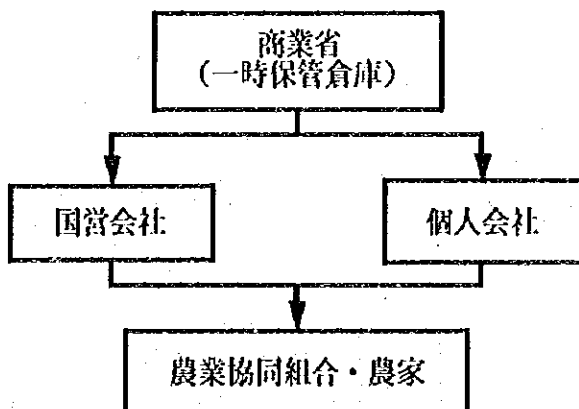 商業省
(一時保管倉庫)
国営会社
個人会社
農業協同組合・農家